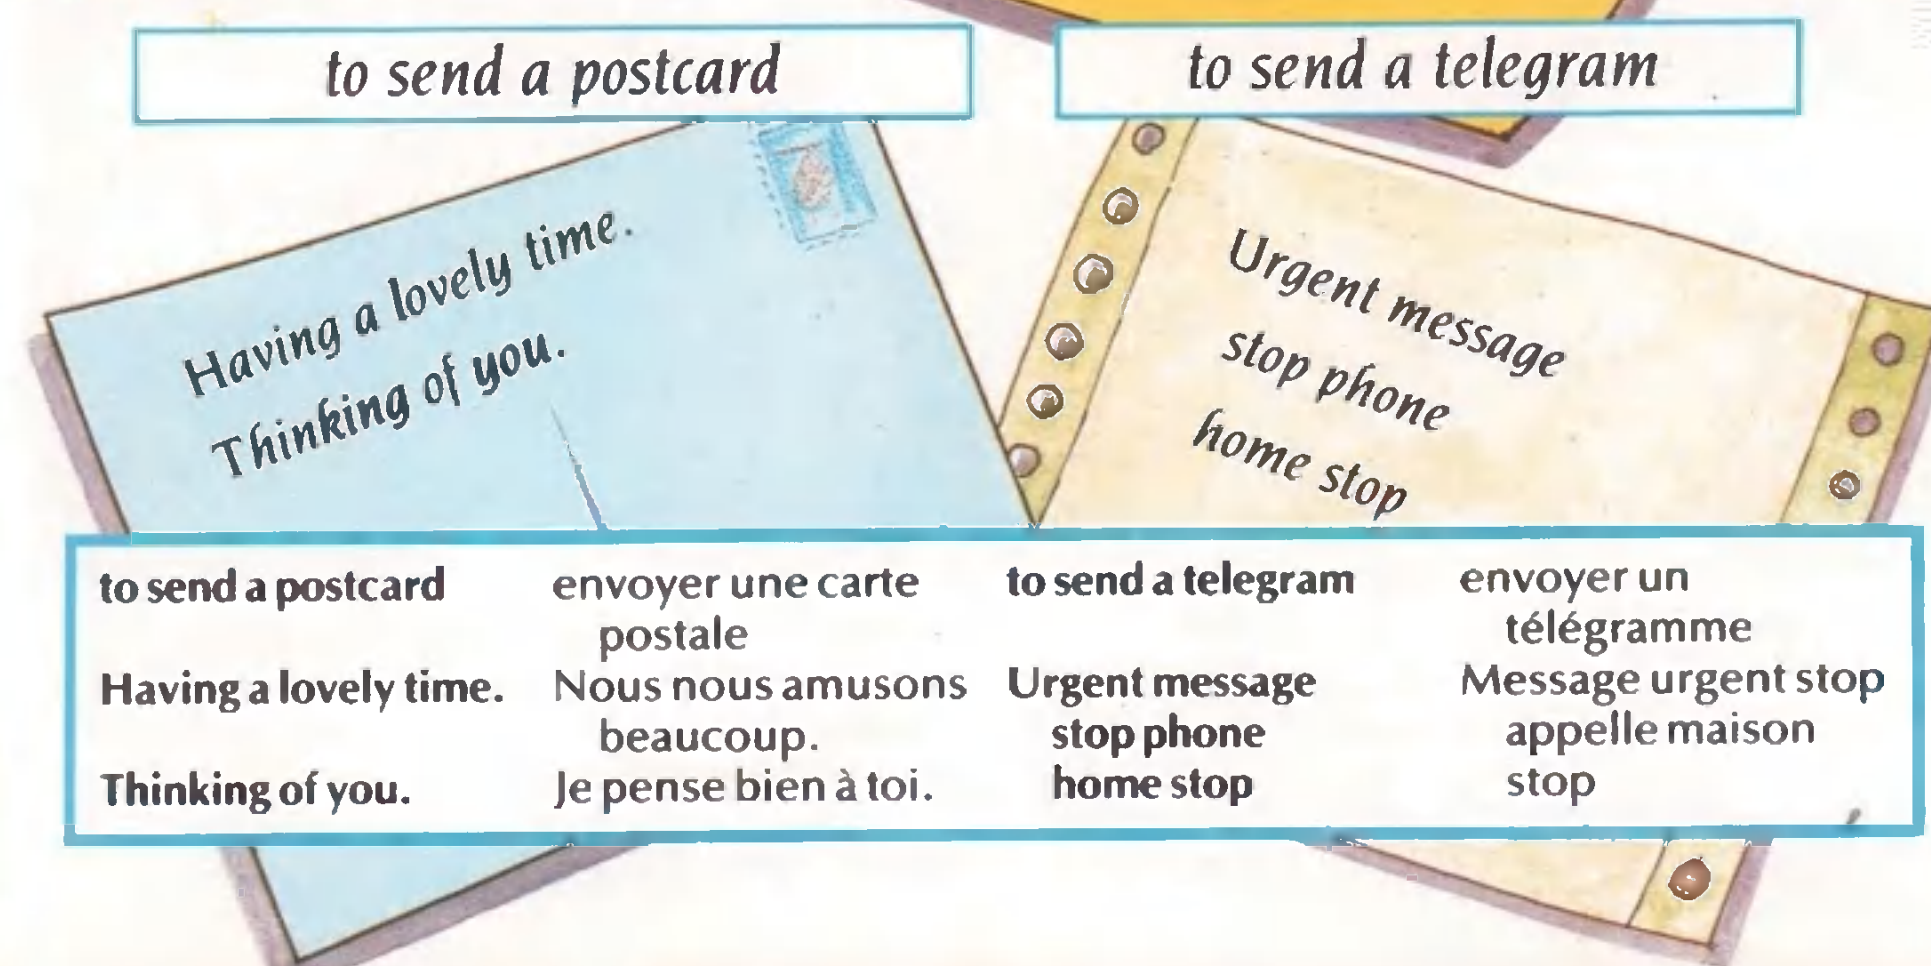 to send a postcard
to send a telegram
Having a lovely time.
Thinking of you.
Urgent message
stop phone
home stop
to send a postcard
envoyer une carte
postale
Having a lovely time.
Nous nous amusons
beaucoup.
Thinking of you.
Je pense bien à toi.
to send a telegram
envoyer un
télégramme
Urgent message
stop phone
home stop
Message urgent stop
appelle maison
stop